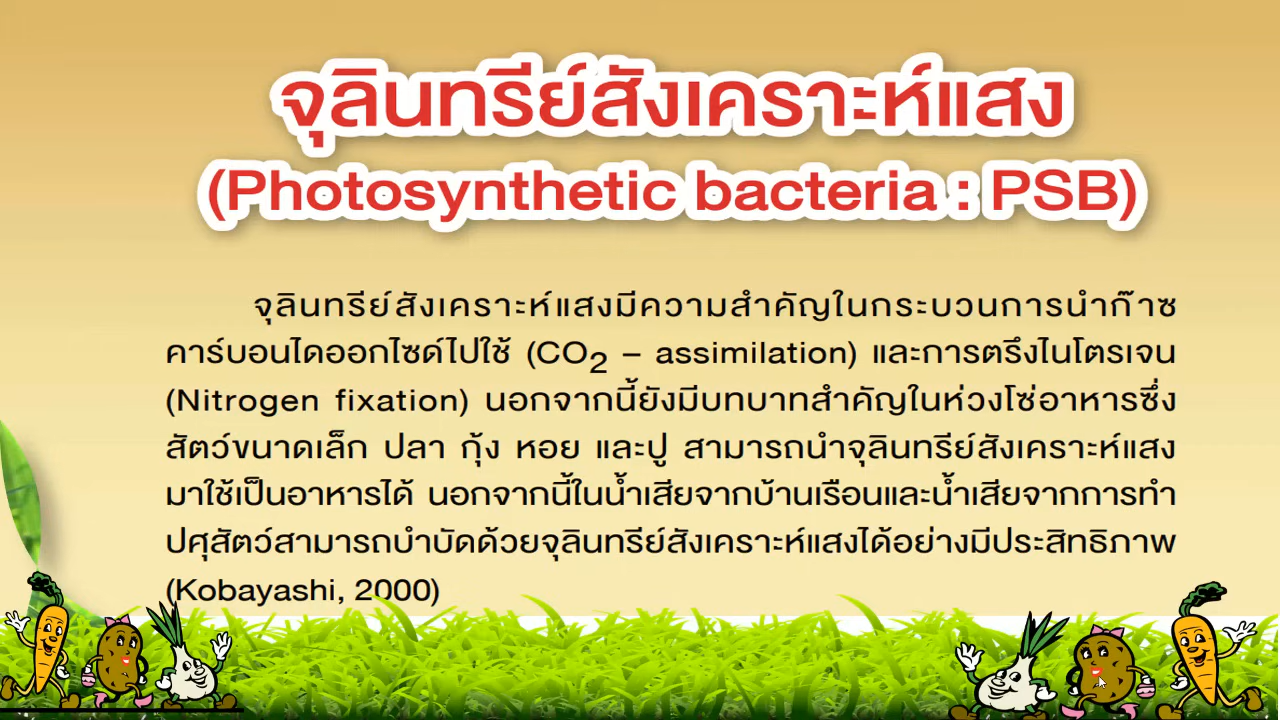 จุลินทรีย์สังเคราะห์แสง
(Photosynthetic bacteria : PSB)
จุลินทรีย์สังเคราะห์แสงมีความสำคัญในกระบวนการนำก๊าซ
คาร์บอนไดออกไซด์ไปใช้ (CO2 – assimilation) และการตรึงไนโตรเจน
(Nitrogen fixation) นอกจากนี้ยังมีบทบาทสำคัญในห่วงโซ่อาหารซึ่ง
สัตว์ขนาดเล็ก ปลา กุ้ง หอย และปู สามารถนำจุลินทรีย์สังเคราะห์แสง
มาใช้เป็นอาหารได้ นอกจากนี้ในน้ำเสียจากบ้านเรือนและน้ำเสียจากการทำ
ปศุสัตว์สามารถบำบัดด้วยจุลินทรีย์สังเคราะห์แสงได้อย่างมีประสิทธิภาพ
(Kobayashi, 2000)